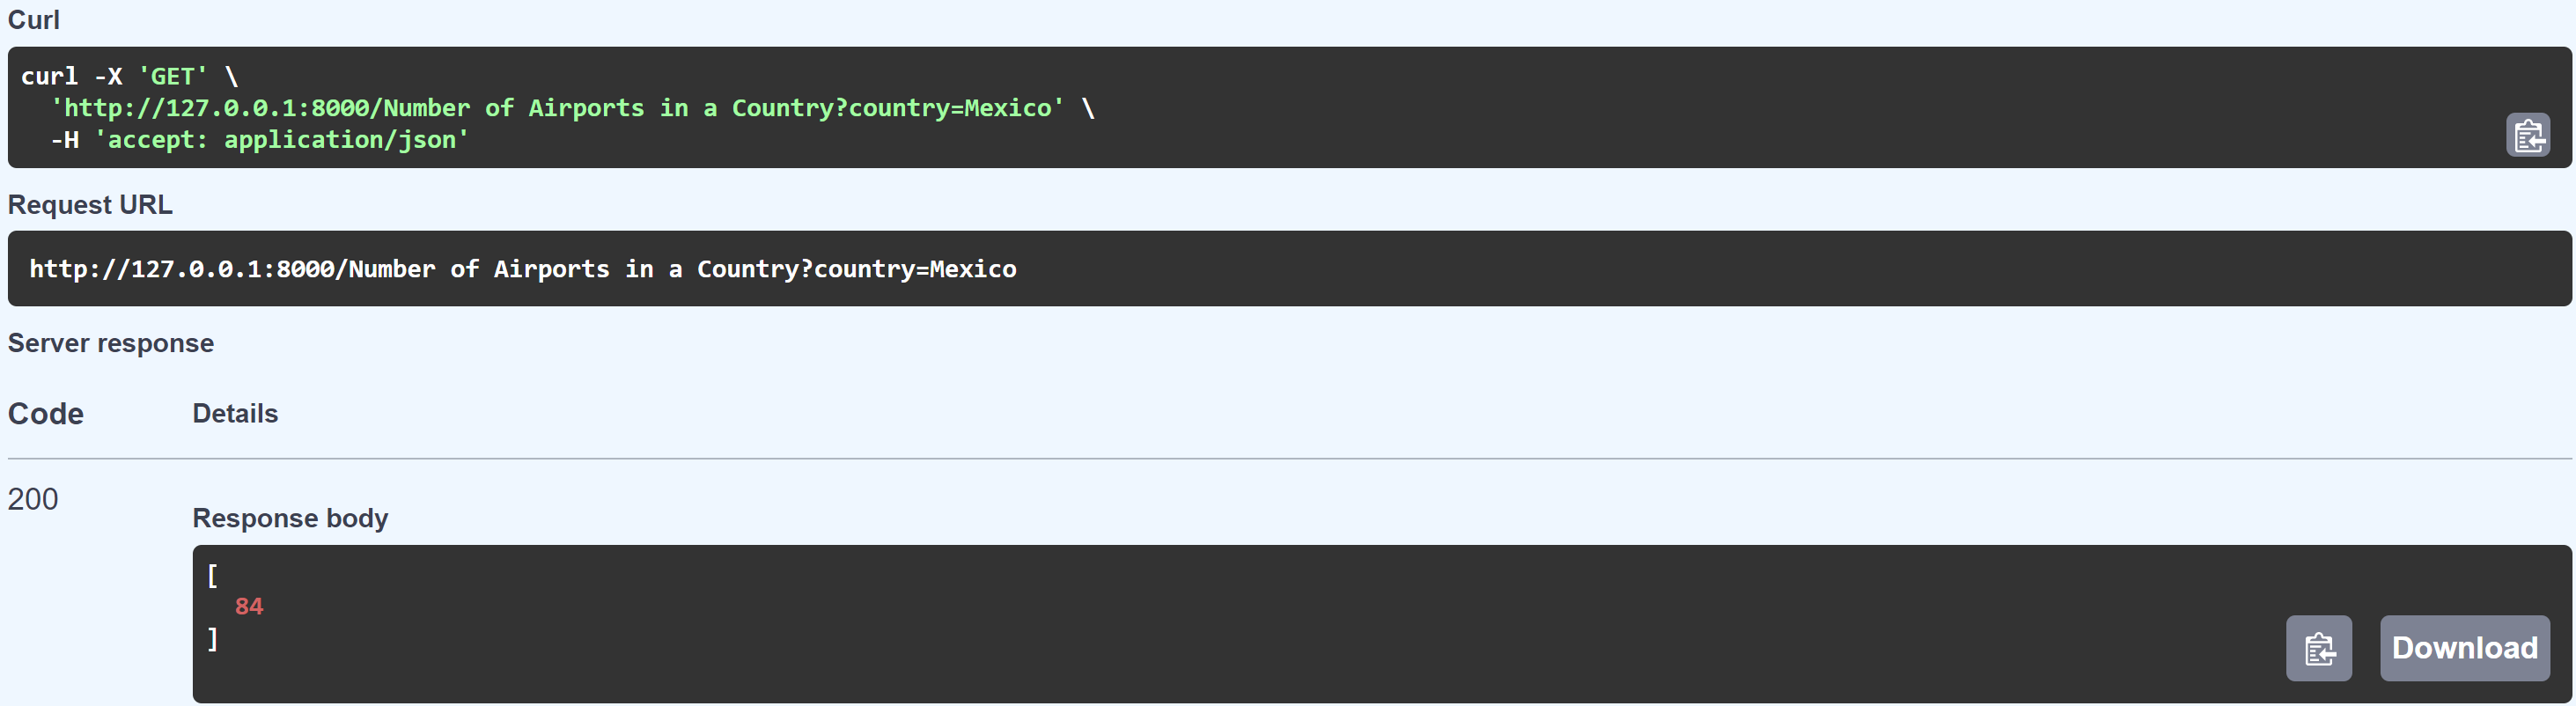 Curl
curl -X 'GET' \
'http://127.0.0.1:8000/Number of Airports in a Country?country=Mexico' \
-H 'accept: application/json'
Request URL
http://127.0.0.1:8000/Number of Airports in a Country?country=Mexico
Server response
Code Details
200
Response body
[
84
]
Download